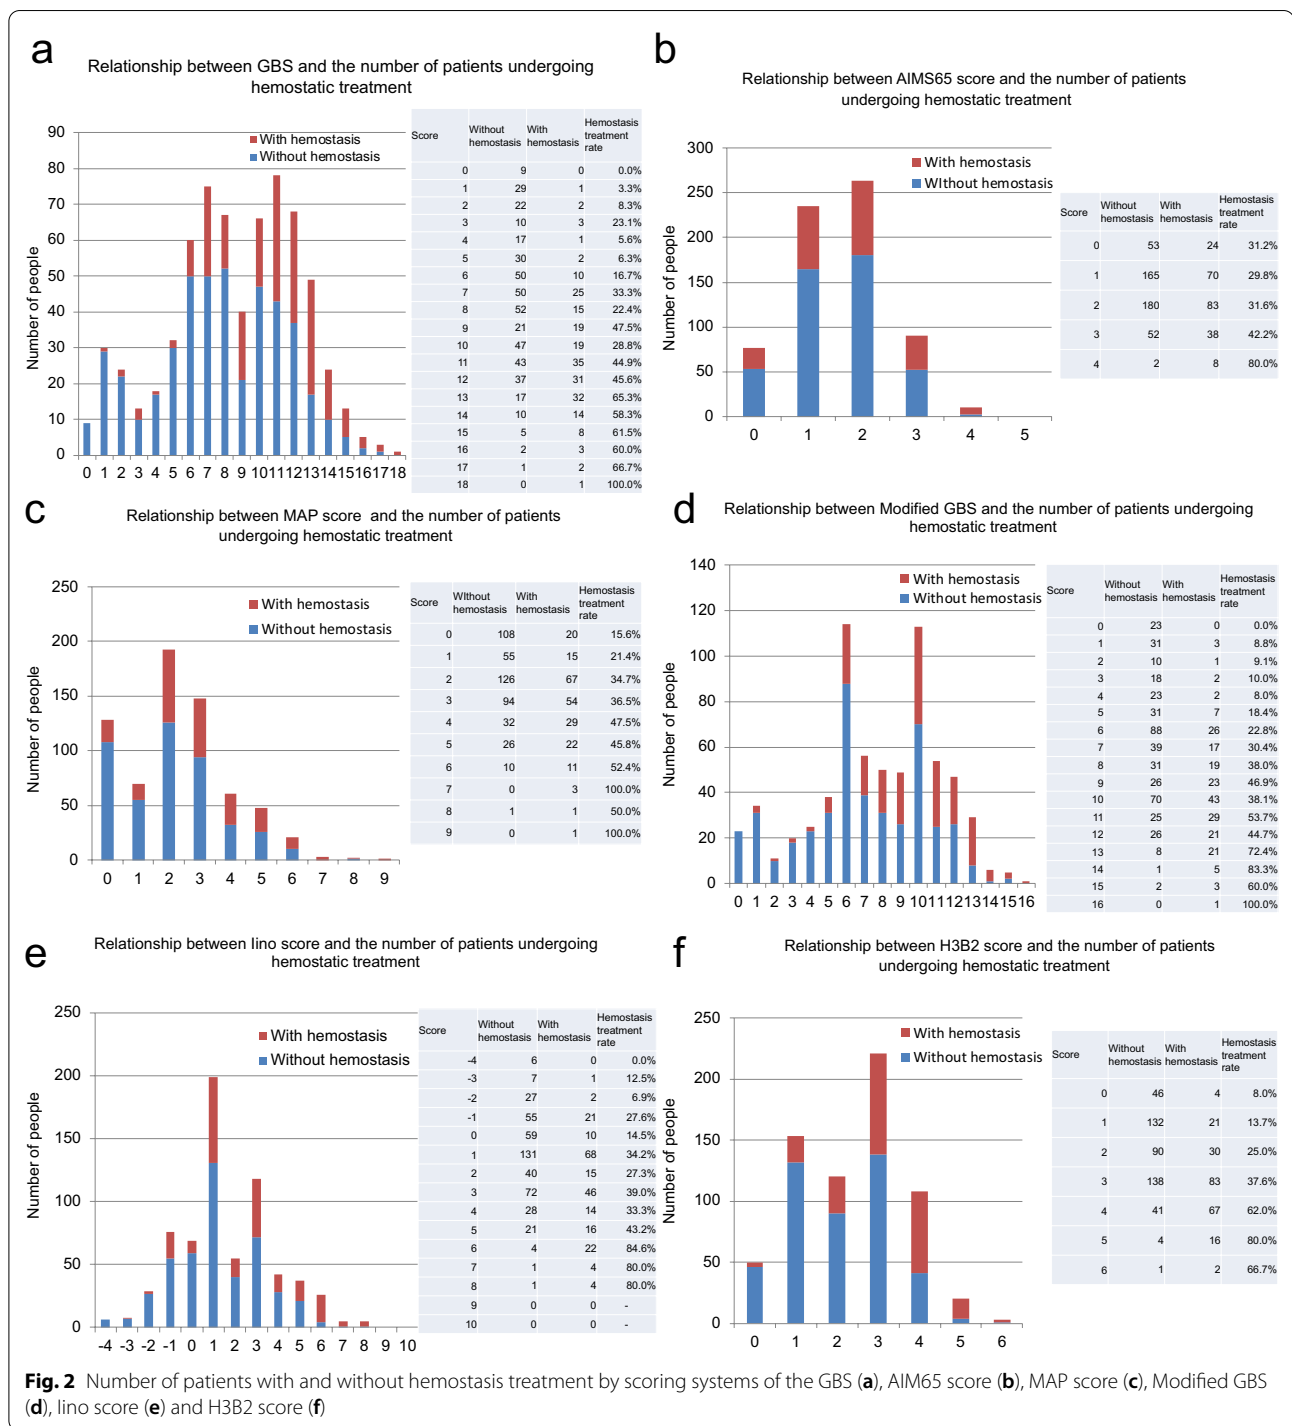 a
Relationship between GBS and the number of patients undergoing
hemostatic treatment
Number of people
90
80
70
60
50
40
30
20
10
0
With hemostasis
Without hemostasis
0 1 2 3 4 5 6 7 8 9 10 11 12 13 14 15 16 17 18
Score Without hemostasis With hemostasis Hemostasis treatment rate
0 9 0 0.0%
1 29 1 3.3%
2 22 2 8.3%
3 10 3 23.1%
4 17 1 5.6%
5 30 2 6.3%
6 50 10 16.7%
7 50 25 33.3%
8 52 15 22.4%
9 21 19 47.5%
10 47 19 28.8%
11 43 35 44.9%
12 37 31 45.6%
13 17 32 65.3%
14 10 14 58.3%
15 5 8 61.5%
16 2 3 60.0%
17 1 2 66.7%
18 0 1 100.0%
b
Relationship between AIMS65 score and the number of patients
undergoing hemostatic treatment
Number of people
300
250
200
150
100
50
0
With hemostasis
WIthout hemostasis
0 1 2 3 4 5
Score Without hemostasis With hemostasis Hemostasis treatment rate
0 53 24 31.2%
1 165 70 29.8%
2 180 83 31.6%
3 52 38 42.2%
4 2 8 80.0%
c
Relationship between MAP score and the number of patients
undergoing hemostatic treatment
Number of people
250
200
150
100
50
0
With hemostasis
Without hemostasis
0 1 2 3 4 5 6 7 8 9
Score WIthout hemostasis With hemostasis Hemostasis treatment rate
0 108 20 15.6%
1 55 15 21.4%
2 126 67 34.7%
3 94 54 36.5%
4 32 29 47.5%
5 26 22 45.8%
6 10 11 52.4%
7 0 3 100.0%
8 1 1 50.0%
9 0 1 100.0%
d
Relationship between Modified GBS and the number of patients undergoing
hemostatic treatment
Number of people
140
120
100
80
60
40
20
0
With hemostasis
Without hemostasis
0 1 2 3 4 5 6 7 8 9 10 11 12 13 14 15 16
Score Without hemostasis With hemostasis Hemostasis treatment rate
0 23 0 0.0%
1 31 3 8.8%
2 10 1 9.1%
3 18 2 10.0%
4 23 2 8.0%
5 31 7 18.4%
6 88 26 22.8%
7 39 17 30.4%
8 31 19 38.0%
9 26 23 46.9%
10 70 43 38.1%
11 25 29 53.7%
12 26 21 44.7%
13 8 21 72.4%
14 1 5 83.3%
15 2 3 60.0%
16 0 1 100.0%
e
Relationship between Iino score and the number of patients undergoing
hemostatic treatment
Number of people
250
200
150
100
50
0
With hemostasis
Without hemostasis
-4 -3 -2 -1 0 1 2 3 4 5 6 7 8 9 10
Score Without hemostasis With hemostasis Hemostasis treatment rate
-4 6 0 0.0%
-3 7 1 12.5%
-2 27 2 6.9%
-1 55 21 27.6%
0 59 10 14.5%
1 131 68 34.2%
2 40 15 27.3%
3 72 46 39.0%
4 28 14 33.3%
5 21 16 43.2%
6 4 22 84.6%
7 1 4 80.0%
8 1 4 80.0%
9 0 0 -
10 0 0 -
f
Relationship between H3B2 score and the number of patients
undergoing hemostatic treatment
Number of people
250
200
150
100
50
0
With hemostasis
Without hemostasis
0 1 2 3 4 5 6
Score Without hemostasis With hemostasis Hemostasis treatment rate
0 46 4 8.0%
1 132 21 13.7%
2 90 30 25.0%
3 138 83 37.6%
4 41 67 62.0%
5 4 16 80.0%
6 1 2 66.7%
Fig. 2 Number of patients with and without hemostasis treatment by scoring systems of the GBS (a), AIM65 score (b), MAP score (c), Modified GBS
(d), Iino score (e) and H3B2 score (f)